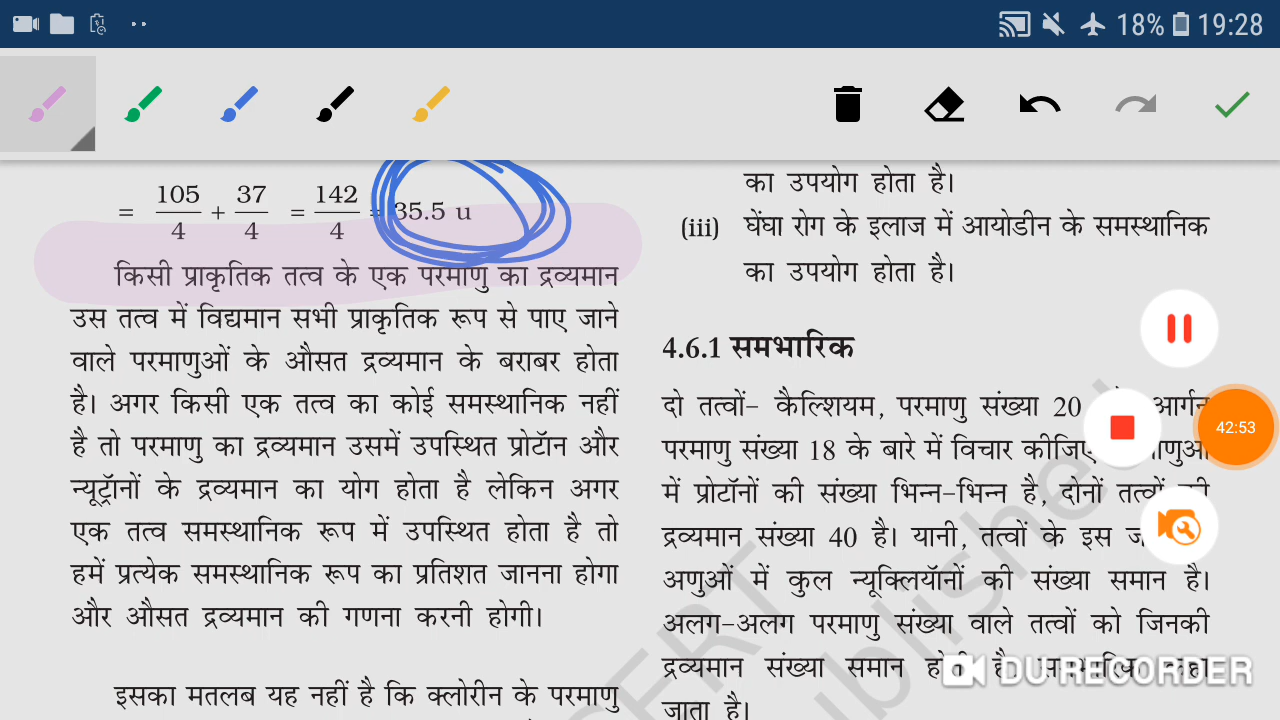 18% 19:28
= 105/4 + 37/4 = 142/4 = 35.5 u
किसी प्राकृतिक तत्व के एक परमाणु का द्रव्यमान
उस तत्व में विद्यमान सभी प्राकृतिक रूप से पाए जाने
वाले परमाणुओं के औसत द्रव्यमान के बराबर होता
है। अगर किसी एक तत्व का कोई समस्थानिक नहीं
है तो परमाणु का द्रव्यमान उसमें उपस्थित प्रोटॉन और
न्यूट्रॉनों के द्रव्यमान का योग होता है लेकिन अगर
एक तत्व समस्थानिक रूप में उपस्थित होता है तो
हमें प्रत्येक समस्थानिक रूप का प्रतिशत जानना होगा
और औसत द्रव्यमान की गणना करनी होगी।
इसका मतलब यह नहीं है कि क्लोरीन के परमाणु
का उपयोग होता है।
(iii) घेंघा रोग के इलाज में आयोडीन के समस्थानिक
का उपयोग होता है।
4.6.1 समभारिक
दो तत्वों– कैल्शियम, परमाणु संख्या 20 आर्गन
परमाणु संख्या 18 के बारे में विचार
में प्रोटॉनों की संख्या भिन्न–भिन्न है, दोनों तत्वों की
द्रव्यमान संख्या 40 है। यानी, तत्वों के इस
अणुओं में कुल न्यूक्लियॉनों की संख्या समान है।
अलग–अलग परमाणु संख्या वाले तत्वों को जिनकी
द्रव्यमान संख्या समान
जाता है।
42:53
DU RECORDER